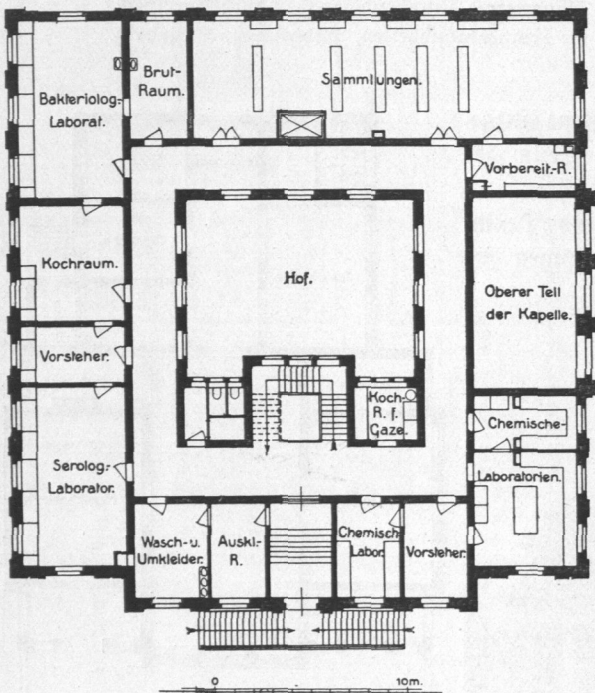 Bakteriolog.-
Laborat.
Brut-
Raum.
Sammlungen.
Vorbereit.-R.
Kochraum.
Hof.
Oberer Teil
der Kapelle.
Vorsteher.
Koch-
R. f.
Gaze.
Chemische-
Serolog.-
Laborator.
Laboratorien.
Wasch- u.
Umkleider.
Auskl.-
R.
Chemisch.
Labor.
Vorsteher.
0 10m.